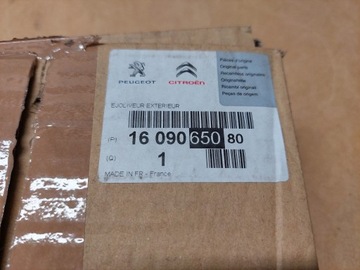 PEUGEOT
CITROËN
Pièces d'origine
Original parts
Recambios originales
Originalteile
Ricambi originali
Peças de origem
EJOLIVEUR EXTERIEUR
(P) 16 090 650 80
(Q) 1
MADE IN FR - France